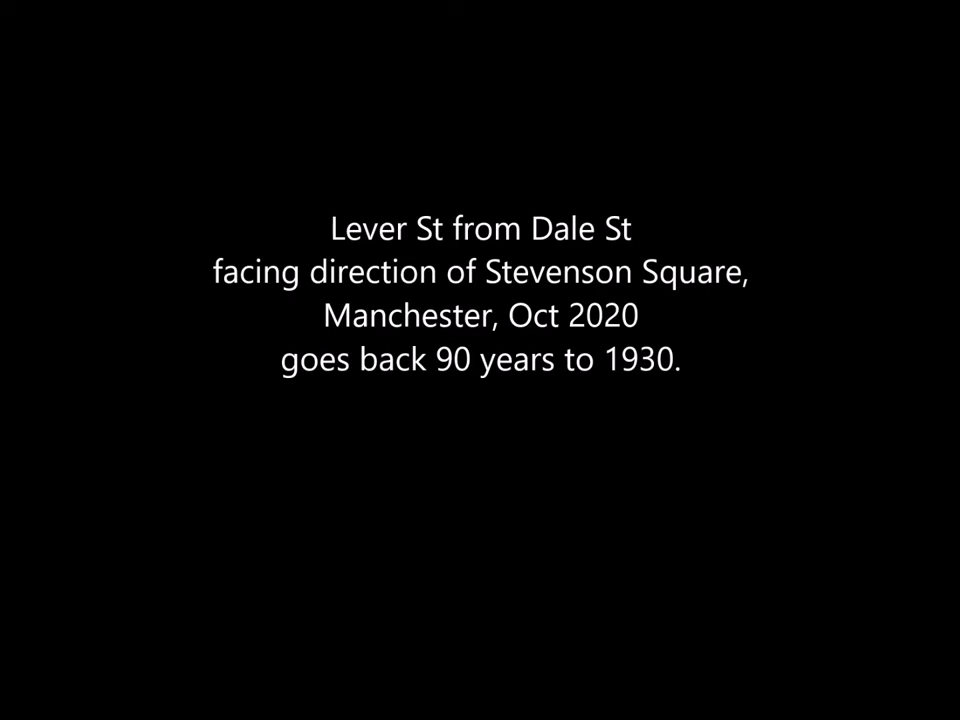 Lever St from Dale St
facing direction of Stevenson Square,
Manchester, Oct 2020
goes back 90 years to 1930.